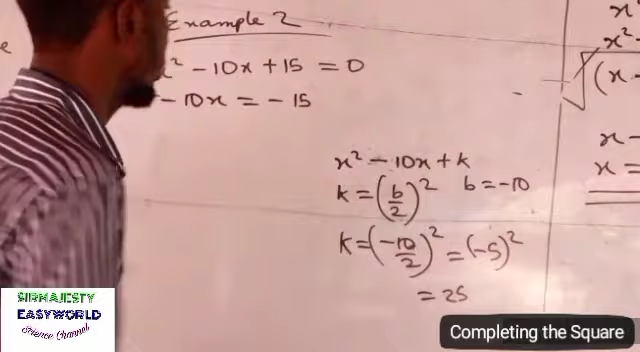 Example 2
x² - 10x + 15 = 0
- 10x = - 15
x² - 10x + k
k = (b/2)² b = -10
k = (-10/2)² = (-5)²
= 25
x²
x² -
√(x -
x -
x =
SIRMAJESTY
EASYWORLD
Science Channel
Completing the Square